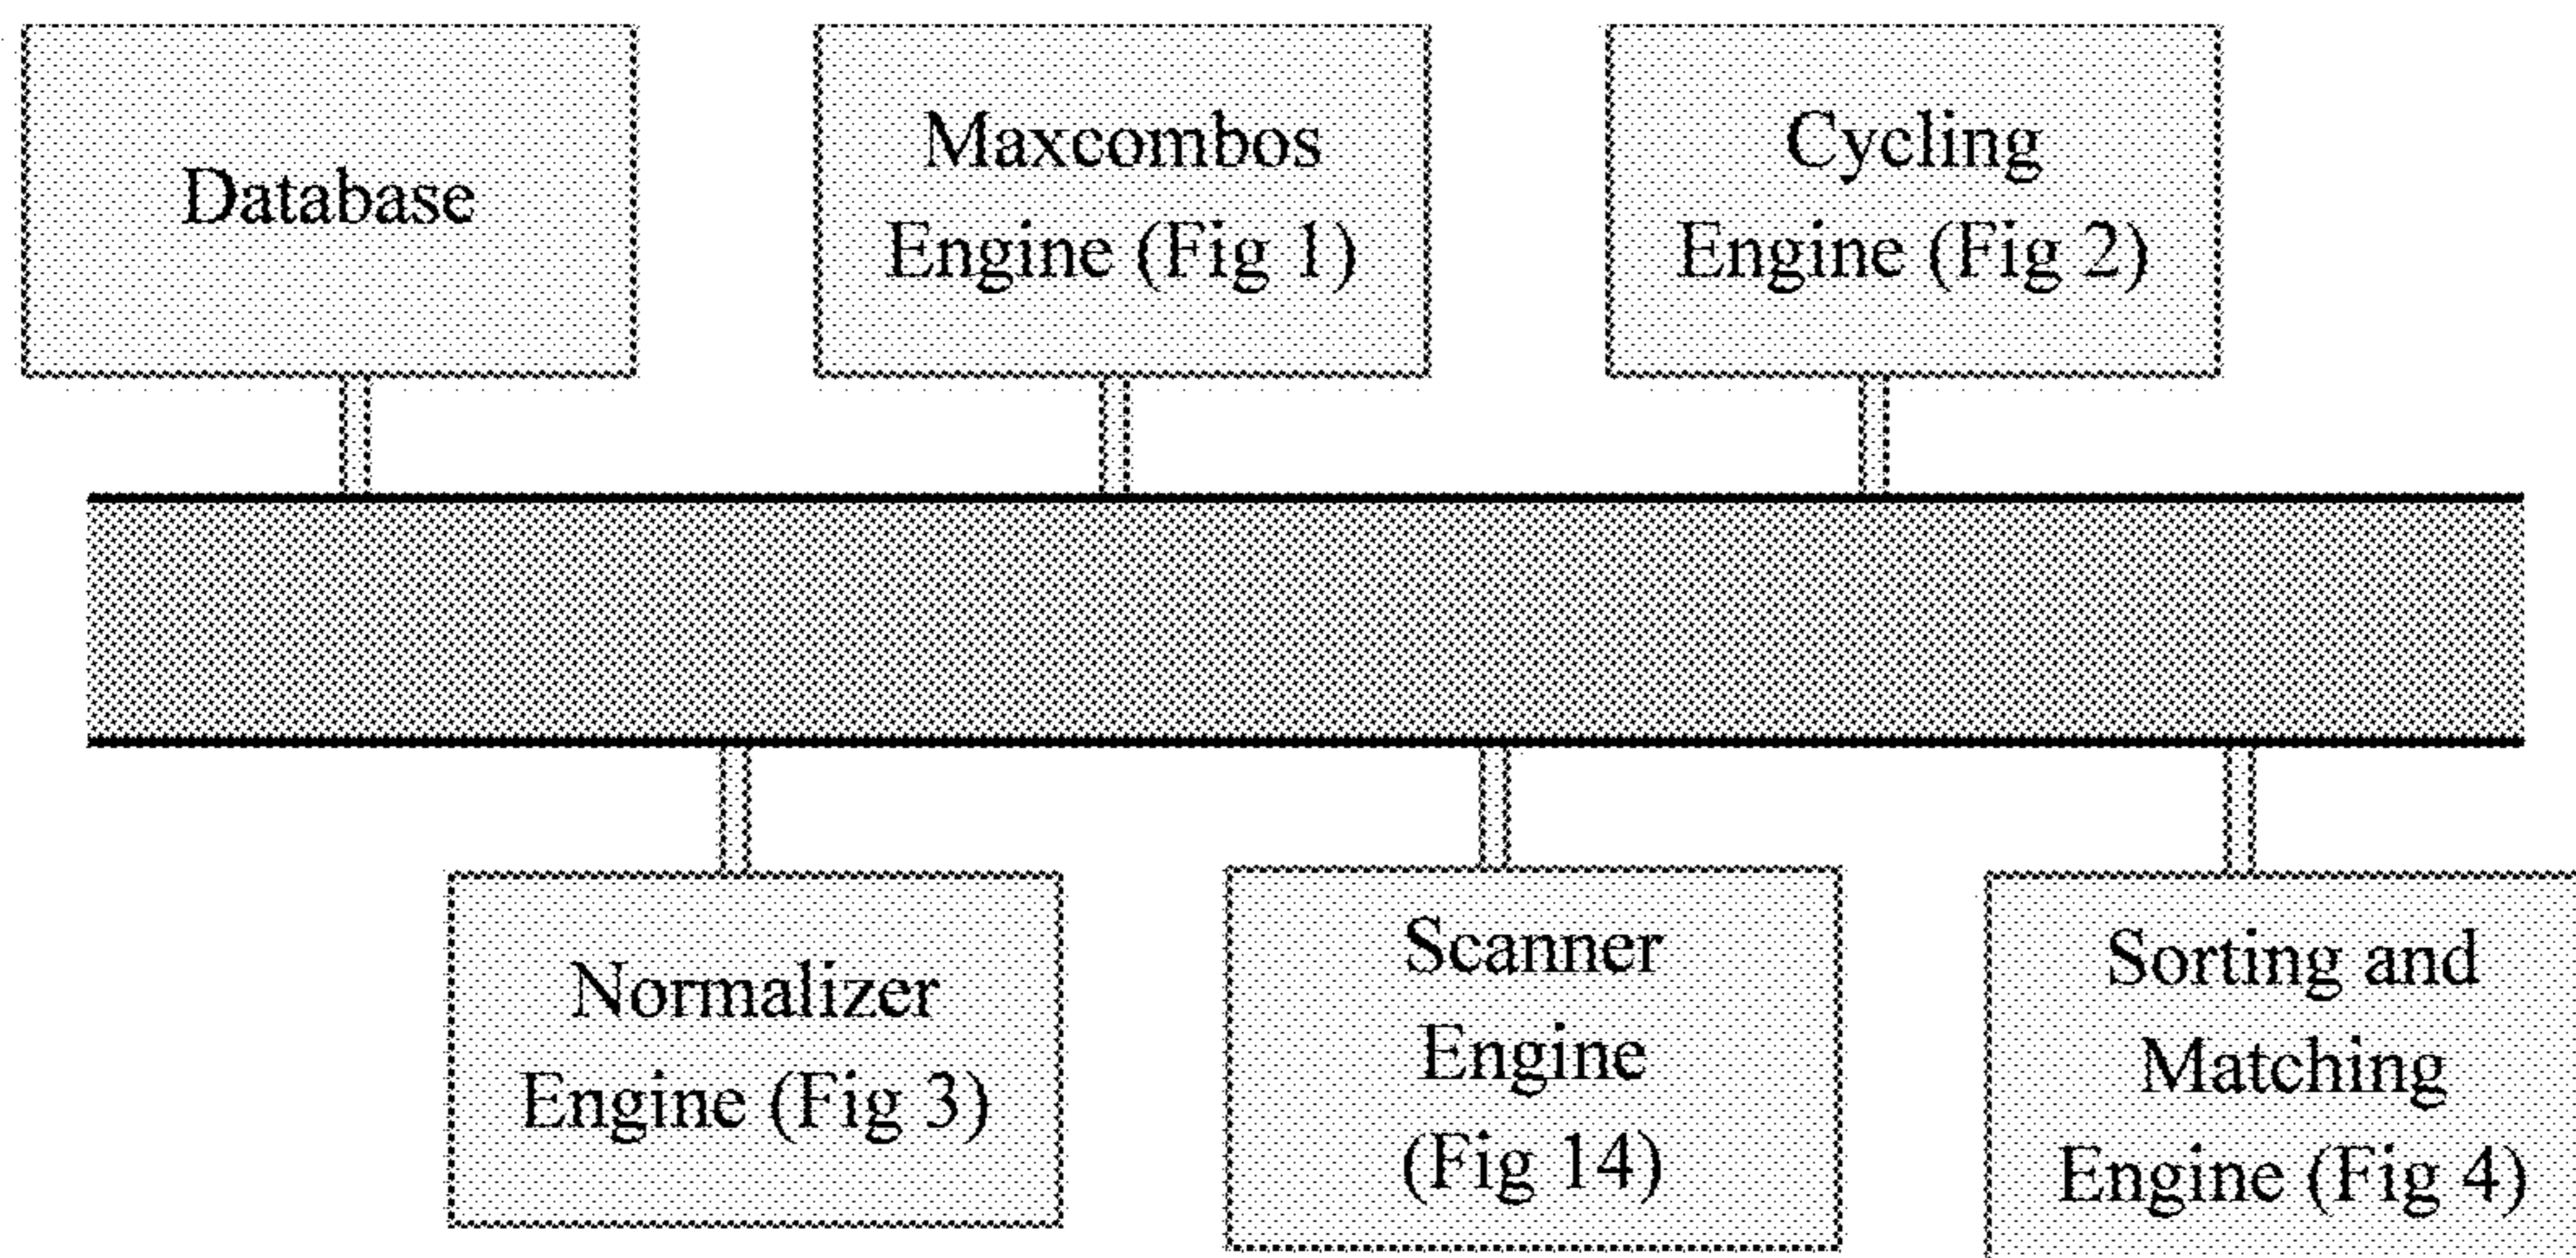 Database
Maxcombos
Engine (Fig 1)
Cycling
Engine (Fig 2)
Normalizer
Engine (Fig 3)
Scanner
Engine
(Fig 14)
Sorting and
Matching
Engine (Fig 4)